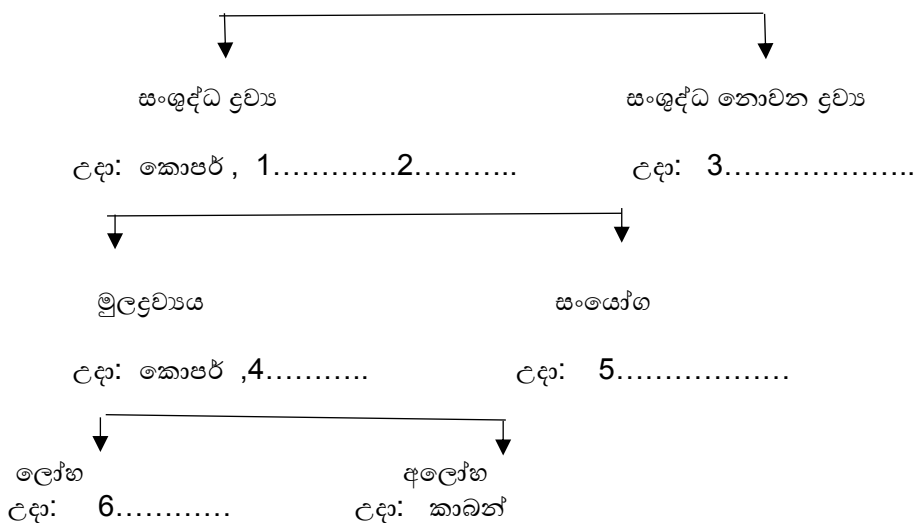 සංශුද්ධ ද්‍රව්‍ය සංශුද්ධ නොවන ද්‍රව්‍ය
උදා: කොපර් , 1............2........... උදා: 3...................
මුලද්‍රව්‍යය සංයෝග
උදා: කොපර් ,4........... උදා: 5.................
ලෝහ අලෝහ
උදා: 6............ උදා: කාබන්